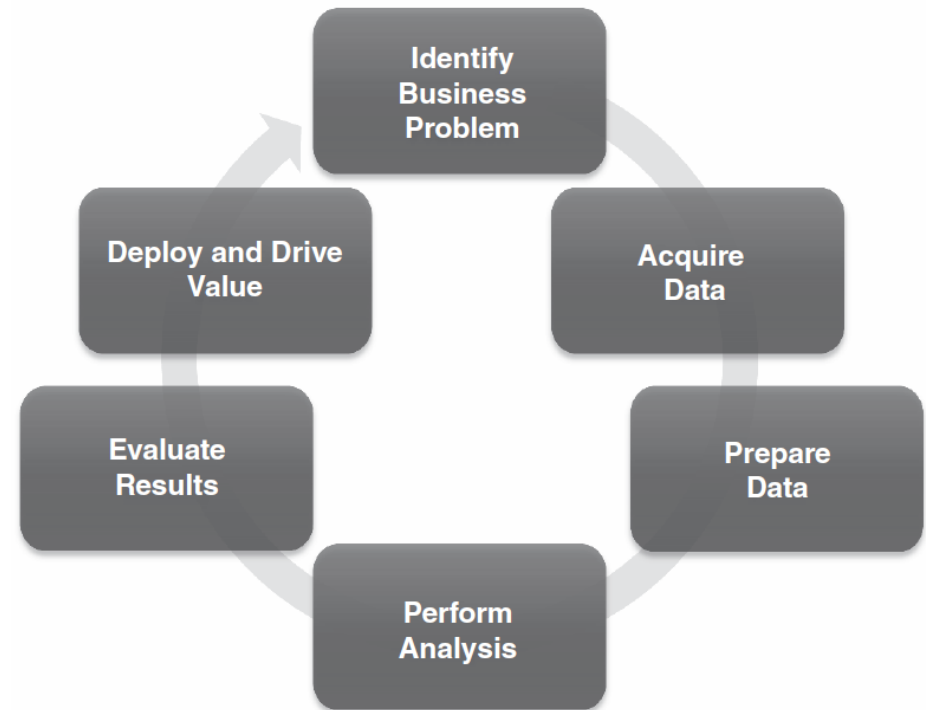 Identify
Business
Problem
Acquire
Data
Prepare
Data
Perform
Analysis
Evaluate
Results
Deploy and Drive
Value